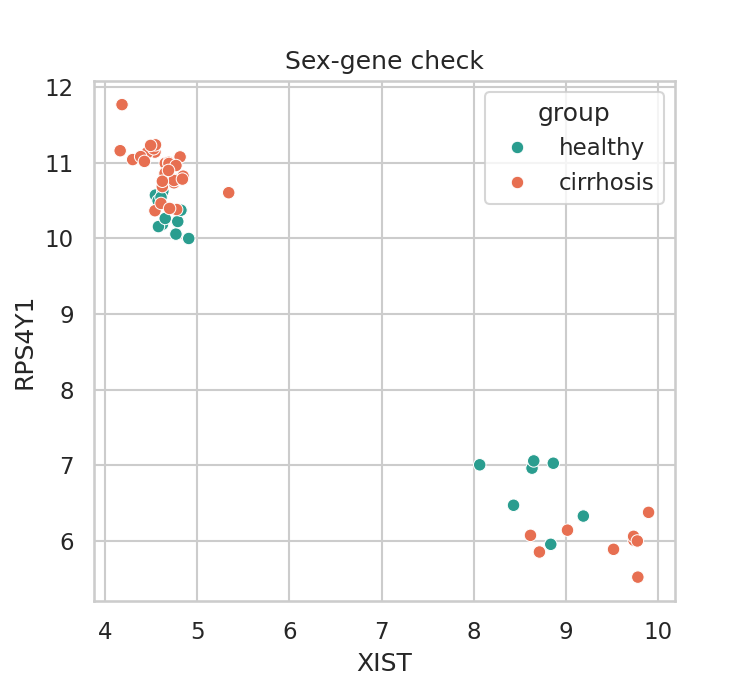 Sex-gene check
group
healthy
cirrhosis
12
11
10
9
8
7
6
RPS4Y1
4 5 6 7 8 9 10
XIST